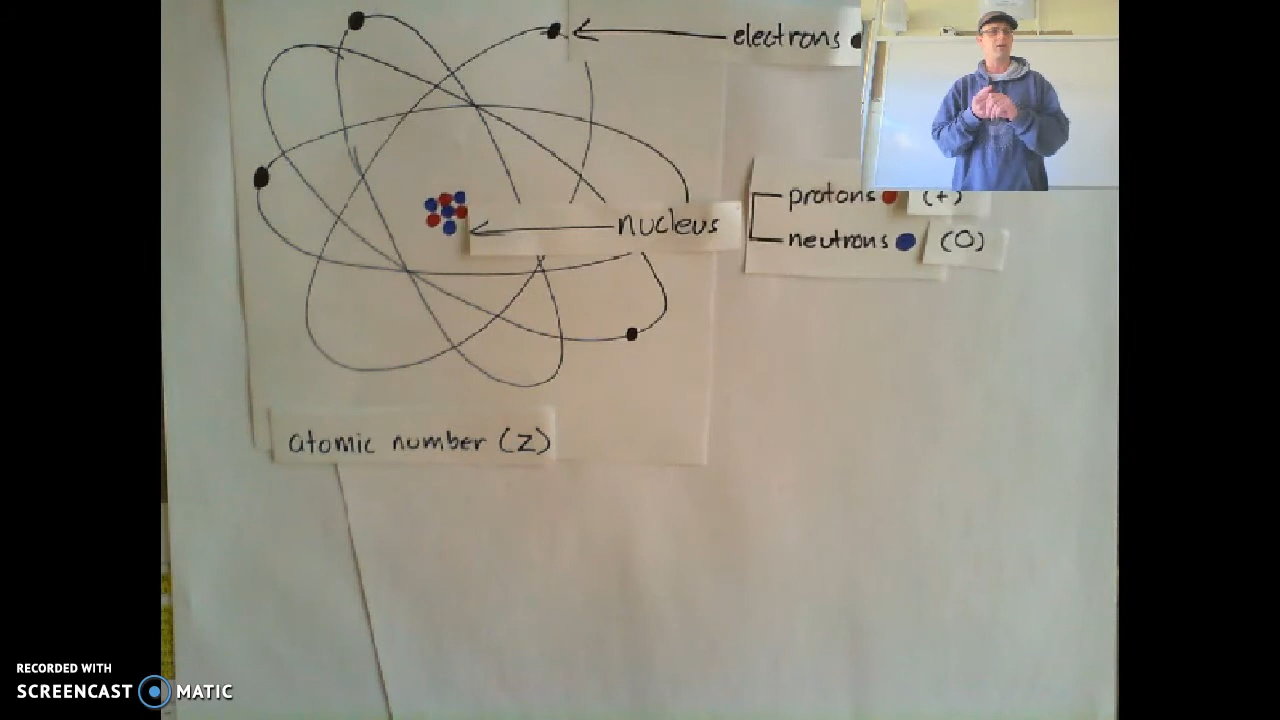 electrons
protons (+)
nucleus
neutrons (0)
atomic number (Z)
RECORDED WITH
SCREENCAST MATIC